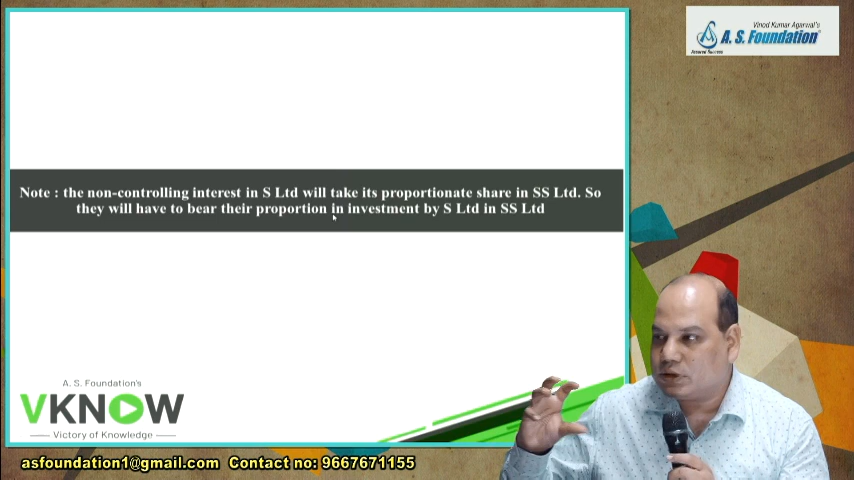 Vinod Kumar Agarwal's
A. S. Foundation
Assured Success
Note : the non-controlling interest in S Ltd will take its proportionate share in SS Ltd. So
they will have to bear their proportion in investment by S Ltd in SS Ltd
A. S. Foundation's
VKNOW
Victory of Knowledge
asfoundation1@gmail.com Contact no: 9667671155